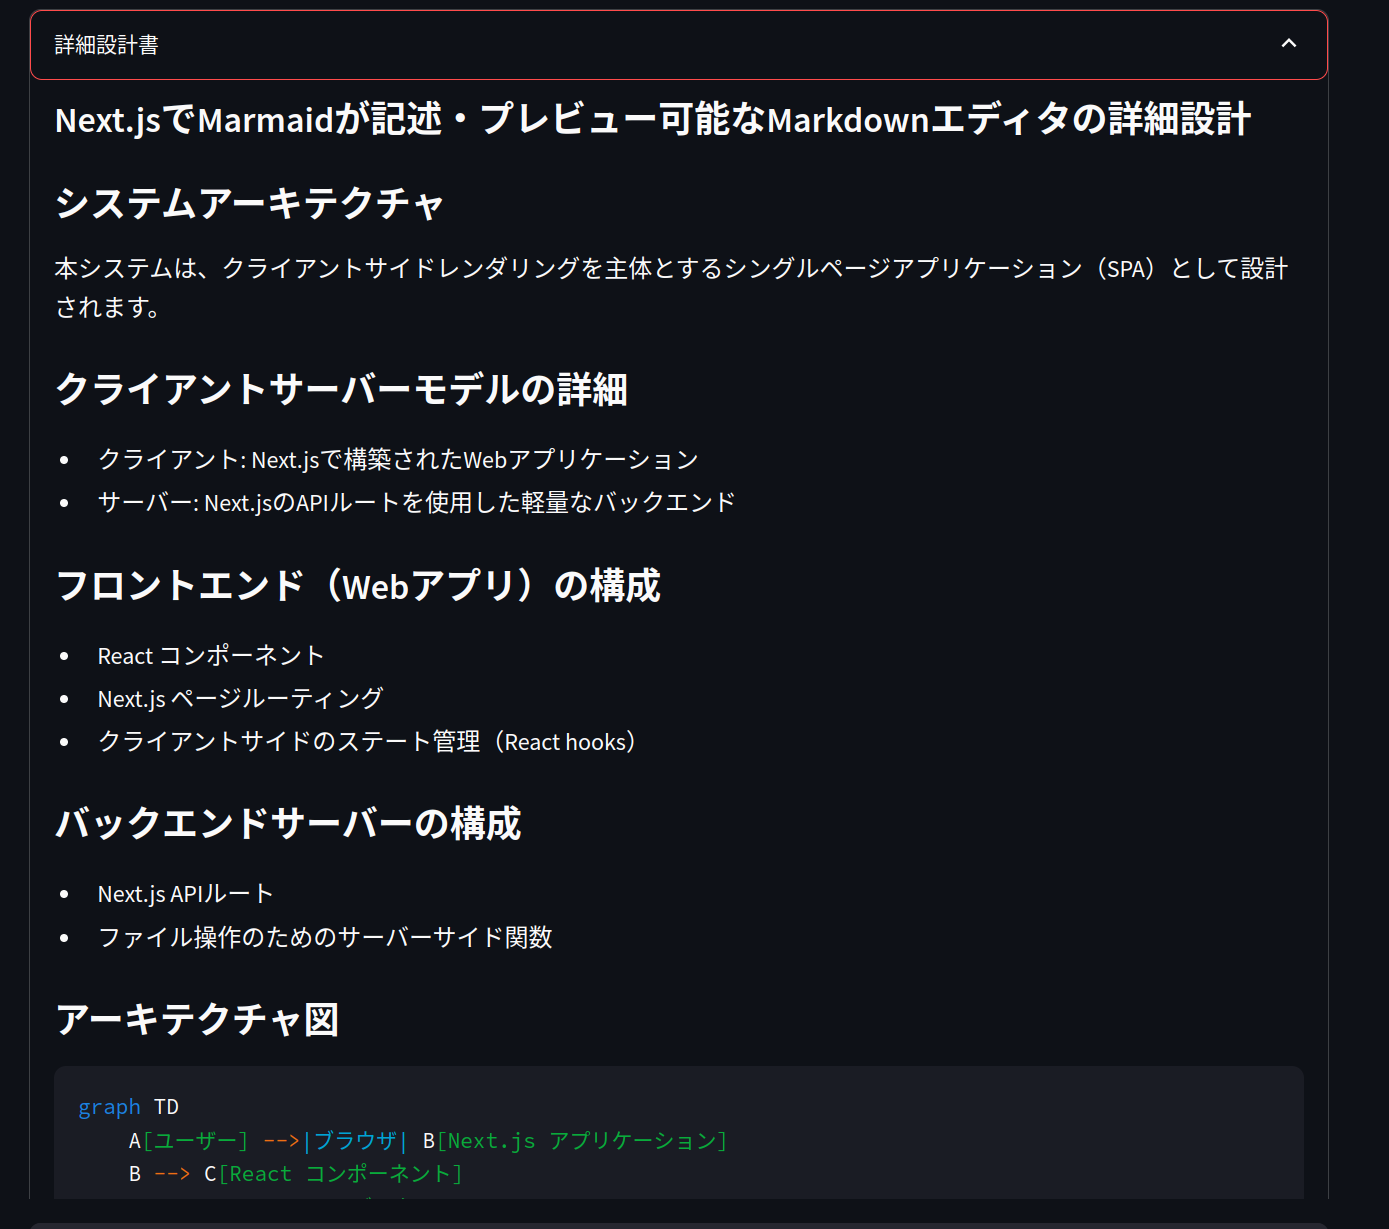 詳細設計書
Next.jsでMarmaidが記述・プレビュー可能なMarkdownエディタの詳細設計
システムアーキテクチャ
本システムは、クライアントサイドレンダリングを主体とするシングルページアプリケーション（SPA）として設計
されます。
クライアントサーバーモデルの詳細
• クライアント: Next.jsで構築されたWebアプリケーション
• サーバー: Next.jsのAPIルートを使用した軽量なバックエンド
フロントエンド（Webアプリ）の構成
• React コンポーネント
• Next.js ページルーティング
• クライアントサイドのステート管理（React hooks）
バックエンドサーバーの構成
• Next.js APIルート
• ファイル操作のためのサーバーサイド関数
アーキテクチャ図
graph TD
    A[ユーザー] -->|ブラウザ| B[Next.js アプリケーション]
    B --> C[React コンポーネント]